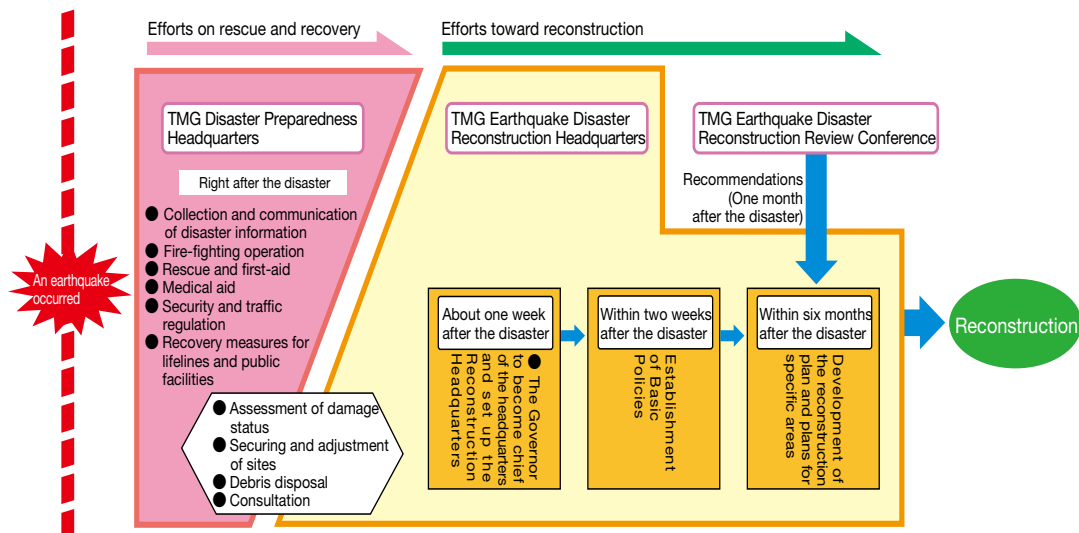 Efforts on rescue and recovery
Efforts toward reconstruction
An earthquake
occurred
TMG Disaster Preparedness
Headquarters
Right after the disaster
● Collection and communication
of disaster information
● Fire-fighting operation
● Rescue and first-aid
● Medical aid
● Security and traffic
regulation
● Recovery measures for
lifelines and public
facilities
● Assessment of damage
status
● Securing and adjustment
of sites
● Debris disposal
● Consultation
TMG Earthquake Disaster
Reconstruction Headquarters
TMG Earthquake Disaster
Reconstruction Review Conference
Recommendations
(One month
after the disaster)
About one week
after the disaster
● The Governor
to become chief
of the headquarters
and set up the
Reconstruction
Headquarters
Within two weeks
after the disaster
Establishment
of Basic
Policies
Within six months
after the disaster
Development of
the reconstruction
plan and plans for
specific areas
Reconstruction